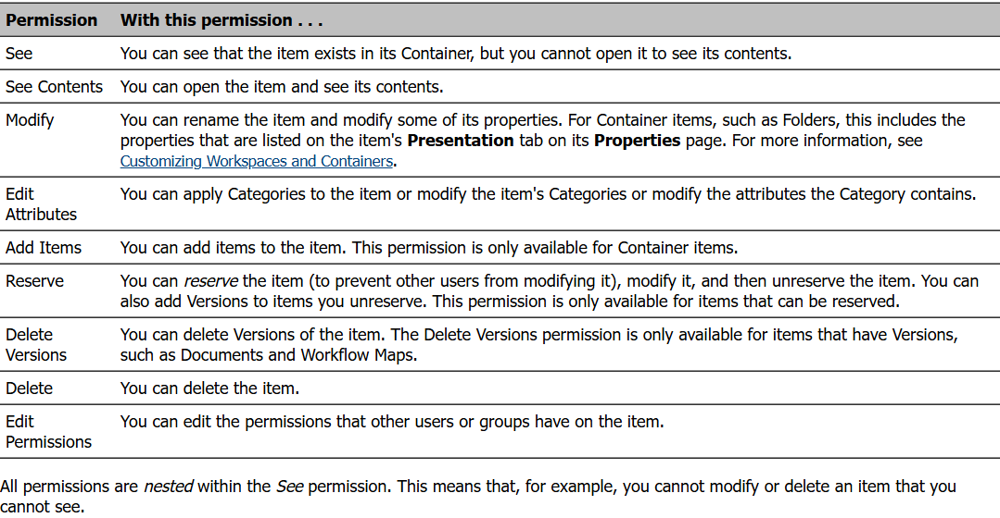 Permission With this permission . . .
See You can see that the item exists in its Container, but you cannot open it to see its contents.
See Contents You can open the item and see its contents.
Modify You can rename the item and modify some of its properties. For Container items, such as Folders, this includes the
properties that are listed on the item's Presentation tab on its Properties page. For more information, see
Customizing Workspaces and Containers.
Edit You can apply Categories to the item or modify the item's Categories or modify the attributes the Category contains.
Attributes
Add Items You can add items to the item. This permission is only available for Container items.
Reserve You can reserve the item (to prevent other users from modifying it), modify it, and then unreserve the item. You can
also add Versions to items you unreserve. This permission is only available for items that can be reserved.
Delete You can delete Versions of the item. The Delete Versions permission is only available for items that have Versions,
Versions such as Documents and Workflow Maps.
Delete You can delete the item.
Edit You can edit the permissions that other users or groups have on the item.
Permissions
All permissions are nested within the See permission. This means that, for example, you cannot modify or delete an item that you
cannot see.